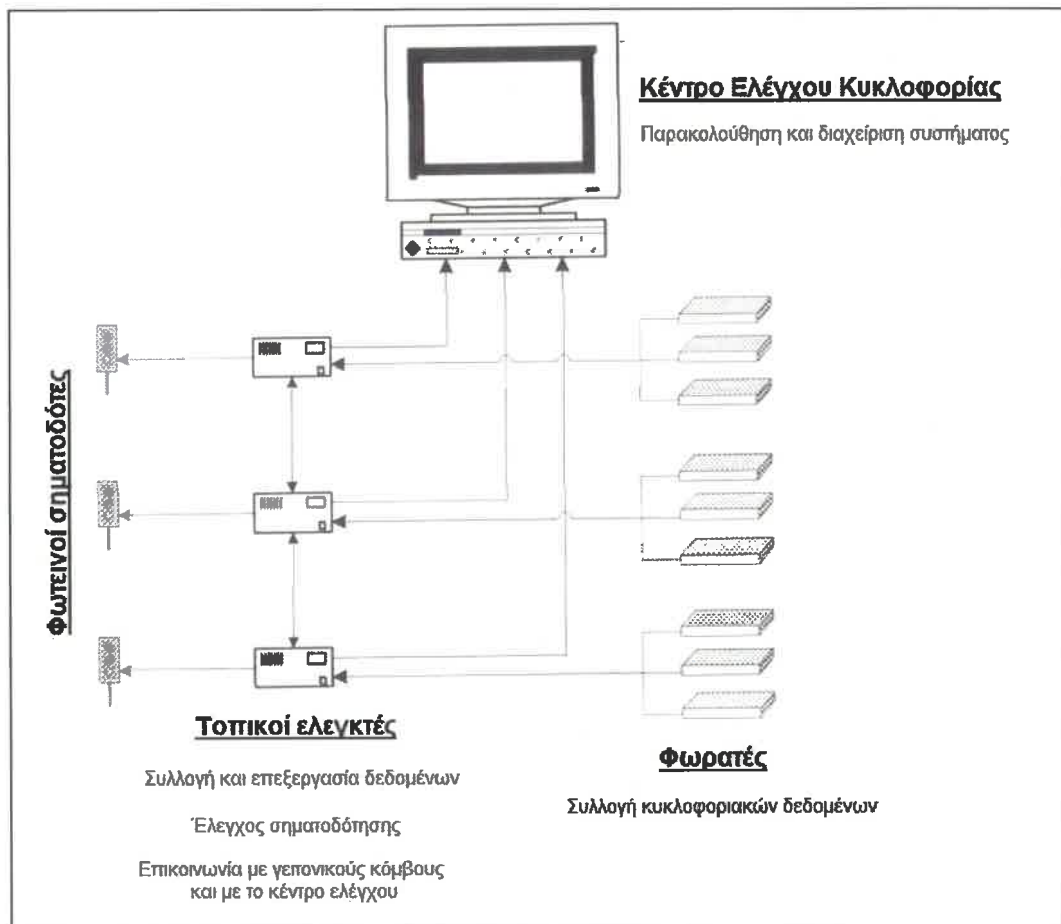 Κέντρο Ελέγχου Κυκλοφορίας
Παρακολούθηση και διαχείριση συστήματος
Φωτεινοί σηματοδότες
Τοπικοί ελεγκτές
Συλλογή και επεξεργασία δεδομένων
Έλεγχος σηματοδότησης
Επικοινωνία με γειτονικούς κόμβους
και με το κέντρο ελέγχου
Φωρατές
Συλλογή κυκλοφοριακών δεδομένων